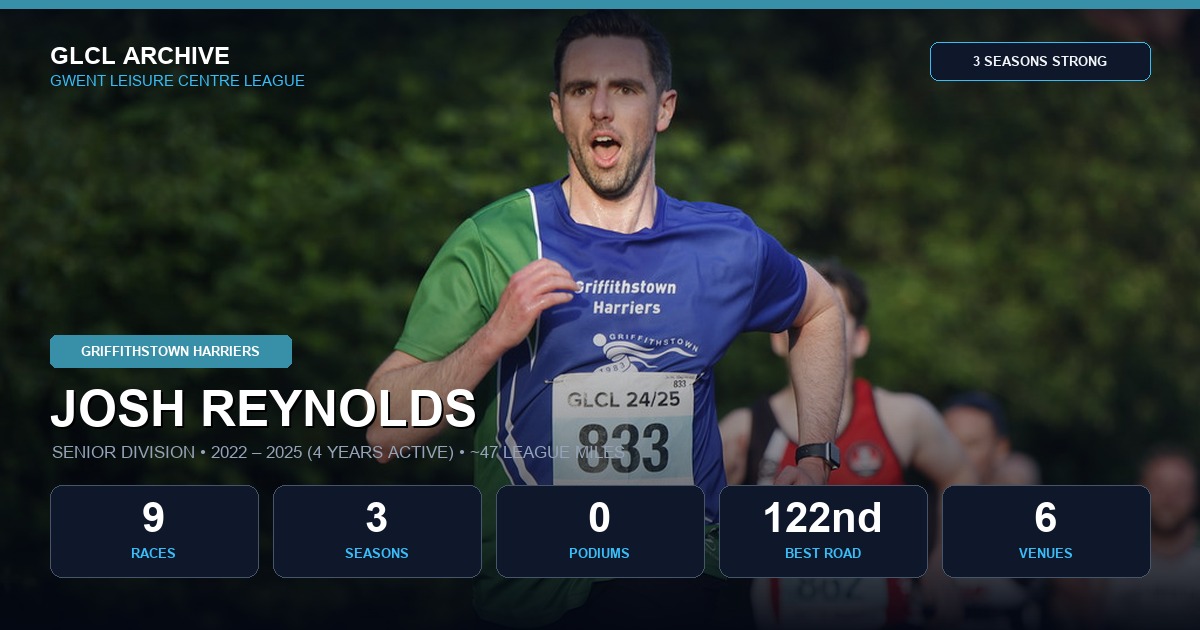 GLCL ARCHIVE
GWENT LEISURE CENTRE LEAGUE
3 SEASONS STRONG
Griffithstown
Harriers
GRIFFITHSTOWN
1983
833
GLCL 24/25
833
GRIFFITHSTOWN HARRIERS
JOSH REYNOLDS
SENIOR DIVISION • 2022 – 2025 (4 YEARS ACTIVE) • ~47 LEAGUE MILES
9
RACES
3
SEASONS
0
PODIUMS
122nd
BEST ROAD
6
VENUES